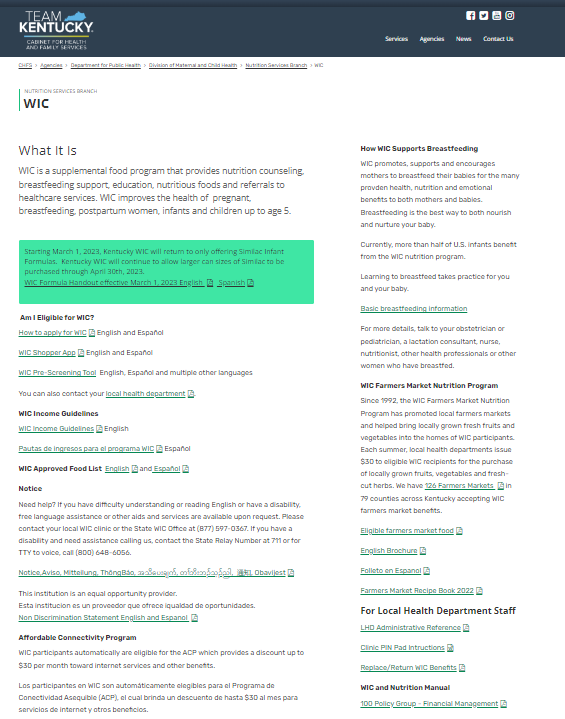 TEAM
KENTUCKY
CABINET FOR HEALTH
AND FAMILY SERVICES
Services Agencies News Contact Us
CHFS > Agencies > Department for Public Health > Division of Maternal and Child Health > Nutrition Services Branch > WIC
NUTRITION SERVICES BRANCH
WIC
What It Is
WIC is a supplemental food program that provides nutrition counseling,
breastfeeding support, education, nutritious foods and referrals to
healthcare services. WIC improves the health of pregnant,
breastfeeding, postpartum women, infants and children up to age 5.
Starting March 1, 2023, Kentucky WIC will return to only offering Similac Infant
Formulas. Kentucky WIC will continue to allow larger can sizes of Similac to be
purchased through April 30th, 2023.
WIC Formula Handout effective March 1, 2023 English Spanish
Am I Eligible for WIC?
How to apply for WIC English and Español
WIC Shopper App English and Español
WIC Pre-Screening Tool English, Español and multiple other languages
You can also contact your local health department.
WIC Income Guidelines
WIC Income Guidelines English
Pautas de ingresos para el programa WIC Español
WIC Approved Food List English and Español
Notice
Need help? If you have difficulty understanding or reading English or have a disability,
free language assistance or other aids and services are available upon request. Please
contact your local WIC clinic or the State WIC Office at (877) 597-0367. If you have a
disability and need assistance calling us, contact the State Relay Number at 711 or for
TTY to voice, call (800) 648-6056.
Notice,Aviso, Mitteilung, ThôngBáo, 通知, Obavijest
This institution is an equal opportunity provider.
Esta institucion es un proveedor que ofrece igualdad de oportunidades.
Non Discrimination Statement English and Espanol
Affordable Connectivity Program
WIC participants automatically are eligible for the ACP which provides a discount up to
$30 per month toward internet services and other benefits.
Los participantes en WIC son automàticamente elegibles para el Programa de
Conectividad Asequible (ACP), el cual brinda un descuento de hasta $30 al mes para
servicios de internet y otros beneficios.
How WIC Supports Breastfeeding
WIC promotes, supports and encourages
mothers to breastfeed their babies for the many
provden health, nutrition and emotional
benefits to both mothers and babies.
Breastfeeding is the best way to both nourish
and nurture your baby.
Currently, more than half of U.S. infants benefit
from the WIC nutrition program.
Learning to breastfeed takes practice for you
and your baby.
Basic breastfeeding information
For more details, talk to your obstetrician or
pediatrician, a lactation consultant, nurse,
nutritionist, other health professionals or other
women who have breastfed.
WIC Farmers Market Nutrition Program
Since 1992, the WIC Farmers Market Nutrition
Program has promoted local farmers markets
and helped bring locally grown fresh fruits and
vegetables into the homes of WIC participants.
Each summer, local health departments issue
$30 to eligible WIC recipients for the purchase
of locally grown fruits, vegetables and fresh-
cut herbs. We have 126 Farmers Markets in
79 counties across Kentucky accepting WIC
farmers market benefits.
Eligible farmers market food
English Brochure
Folleto en Espanol
Farmers Market Recipe Book 2022
For Local Health Department Staff
LHD Administrative Reference
Clinic PIN Pad Intructions
Replace/Return WIC Benefits
WIC and Nutrition Manual
100 Policy Group - Financial Management